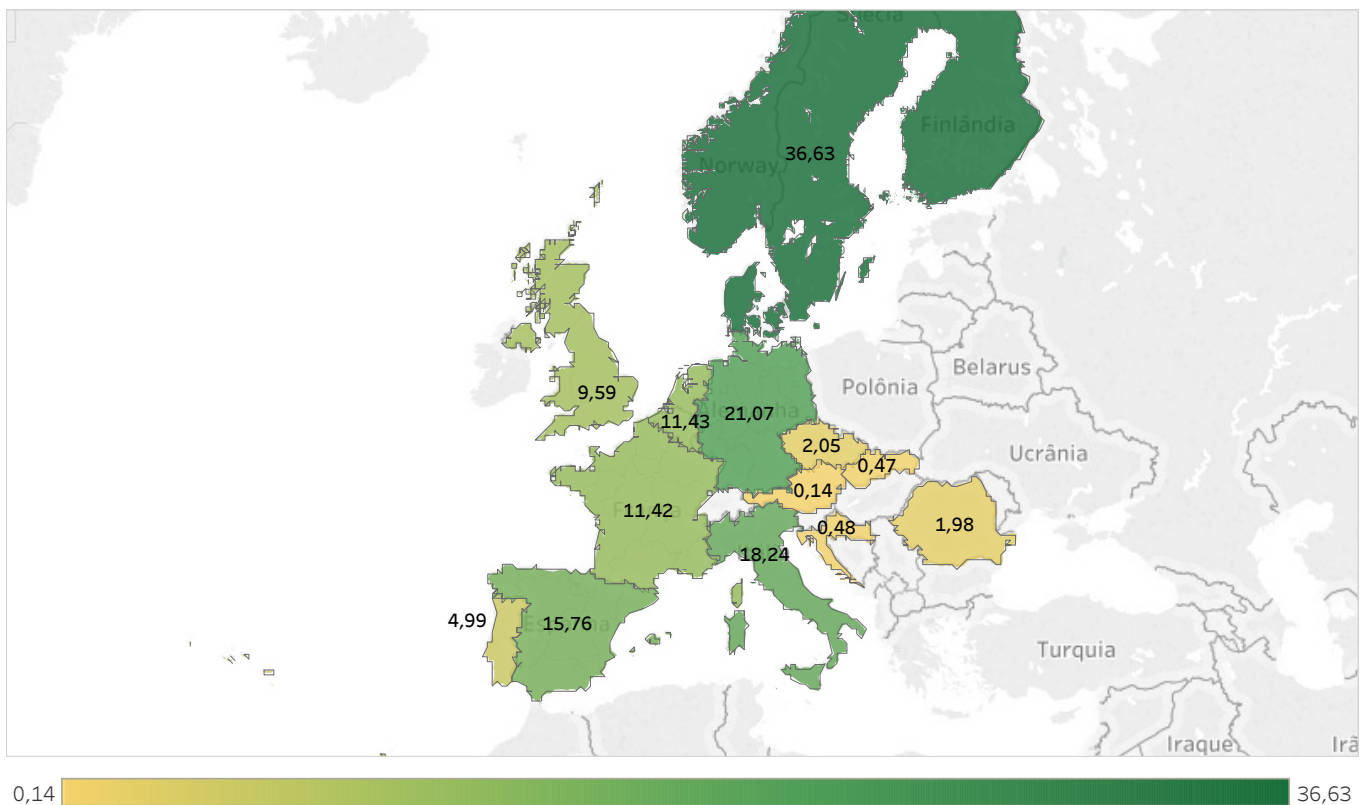 Suécia
Finlândia
Norway
36,63
Belarus
Polônia
9,59
11,43
21,07
Ucrânia
2,05
0,47
0,14
11,42
0,48
1,98
18,24
4,99
15,76
Turquia
Iraque
Irã
0,14
36,63